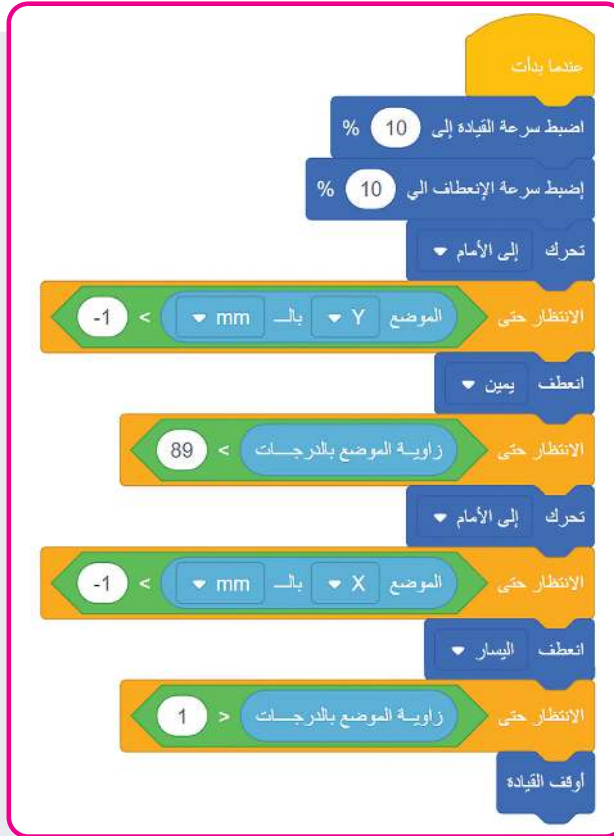 عندما بدأت
اضبط سرعة القيادة إلى 10 %
إضبط سرعة الإنعطاف الي 10 %
تحرك إلى الأمام
الانتظار حتى الموضع Y بالـ mm > -1
انعطف يمين
الانتظار حتى زاوية الموضع بالدرجات > 89
تحرك إلى الأمام
الانتظار حتى الموضع X بالـ mm > -1
انعطف اليسار
الانتظار حتى زاوية الموضع بالدرجات < 1
أوقف القيادة